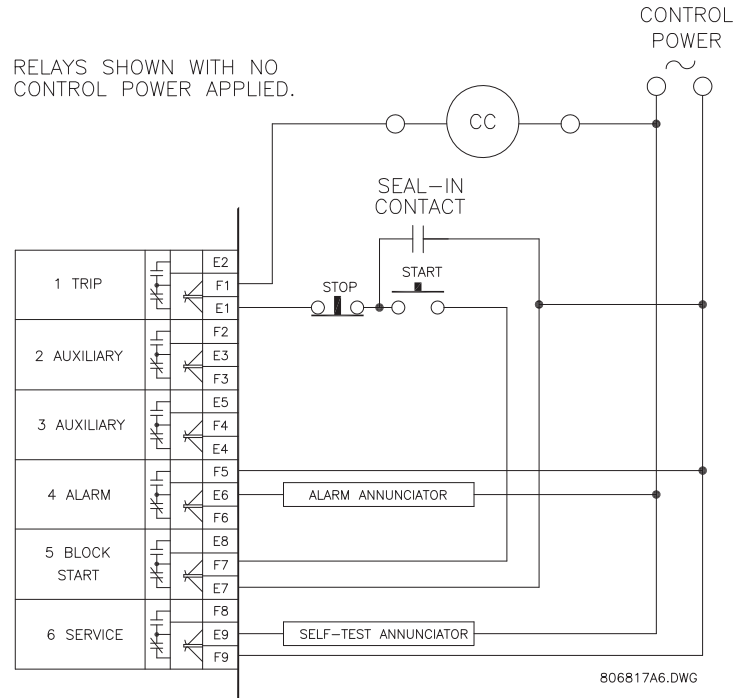 CONTROL
POWER
RELAYS SHOWN WITH NO
CONTROL POWER APPLIED.
CC
SEAL-IN
CONTACT
START
STOP
1 TRIP
E2
F1
E1
2 AUXILIARY
F2
E3
F3
3 AUXILIARY
E5
F4
E4
4 ALARM
F5
E6
F6
ALARM ANNUNCIATOR
5 BLOCK
START
E8
F7
E7
6 SERVICE
F8
E9
F9
SELF-TEST ANNUNCIATOR
806817A6.DWG